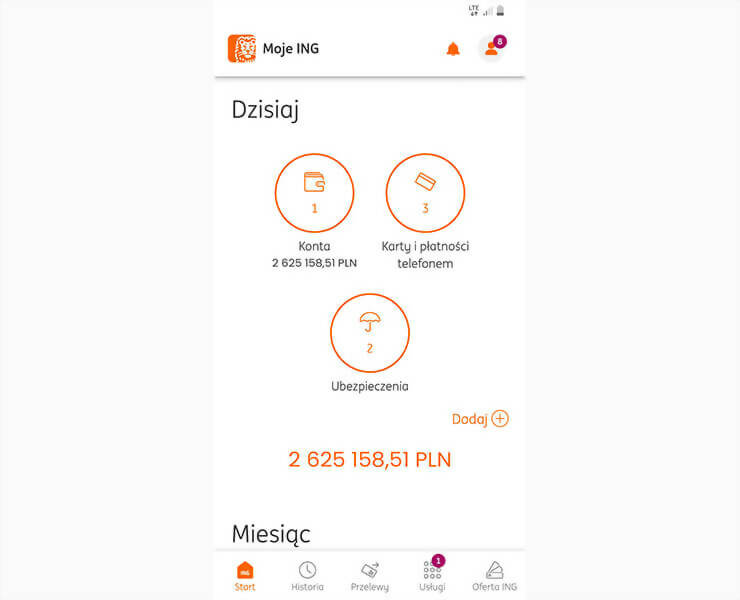 LTE
Moje ING
8
Dzisiaj
1
3
Konta
2 625 158,51 PLN
Karty i płatności
telefonem
2
Ubezpieczenia
Dodaj
2 625 158,51 PLN
Miesiąc
1
ING
Start
Historia
Przelewy
Usługi
Oferta ING